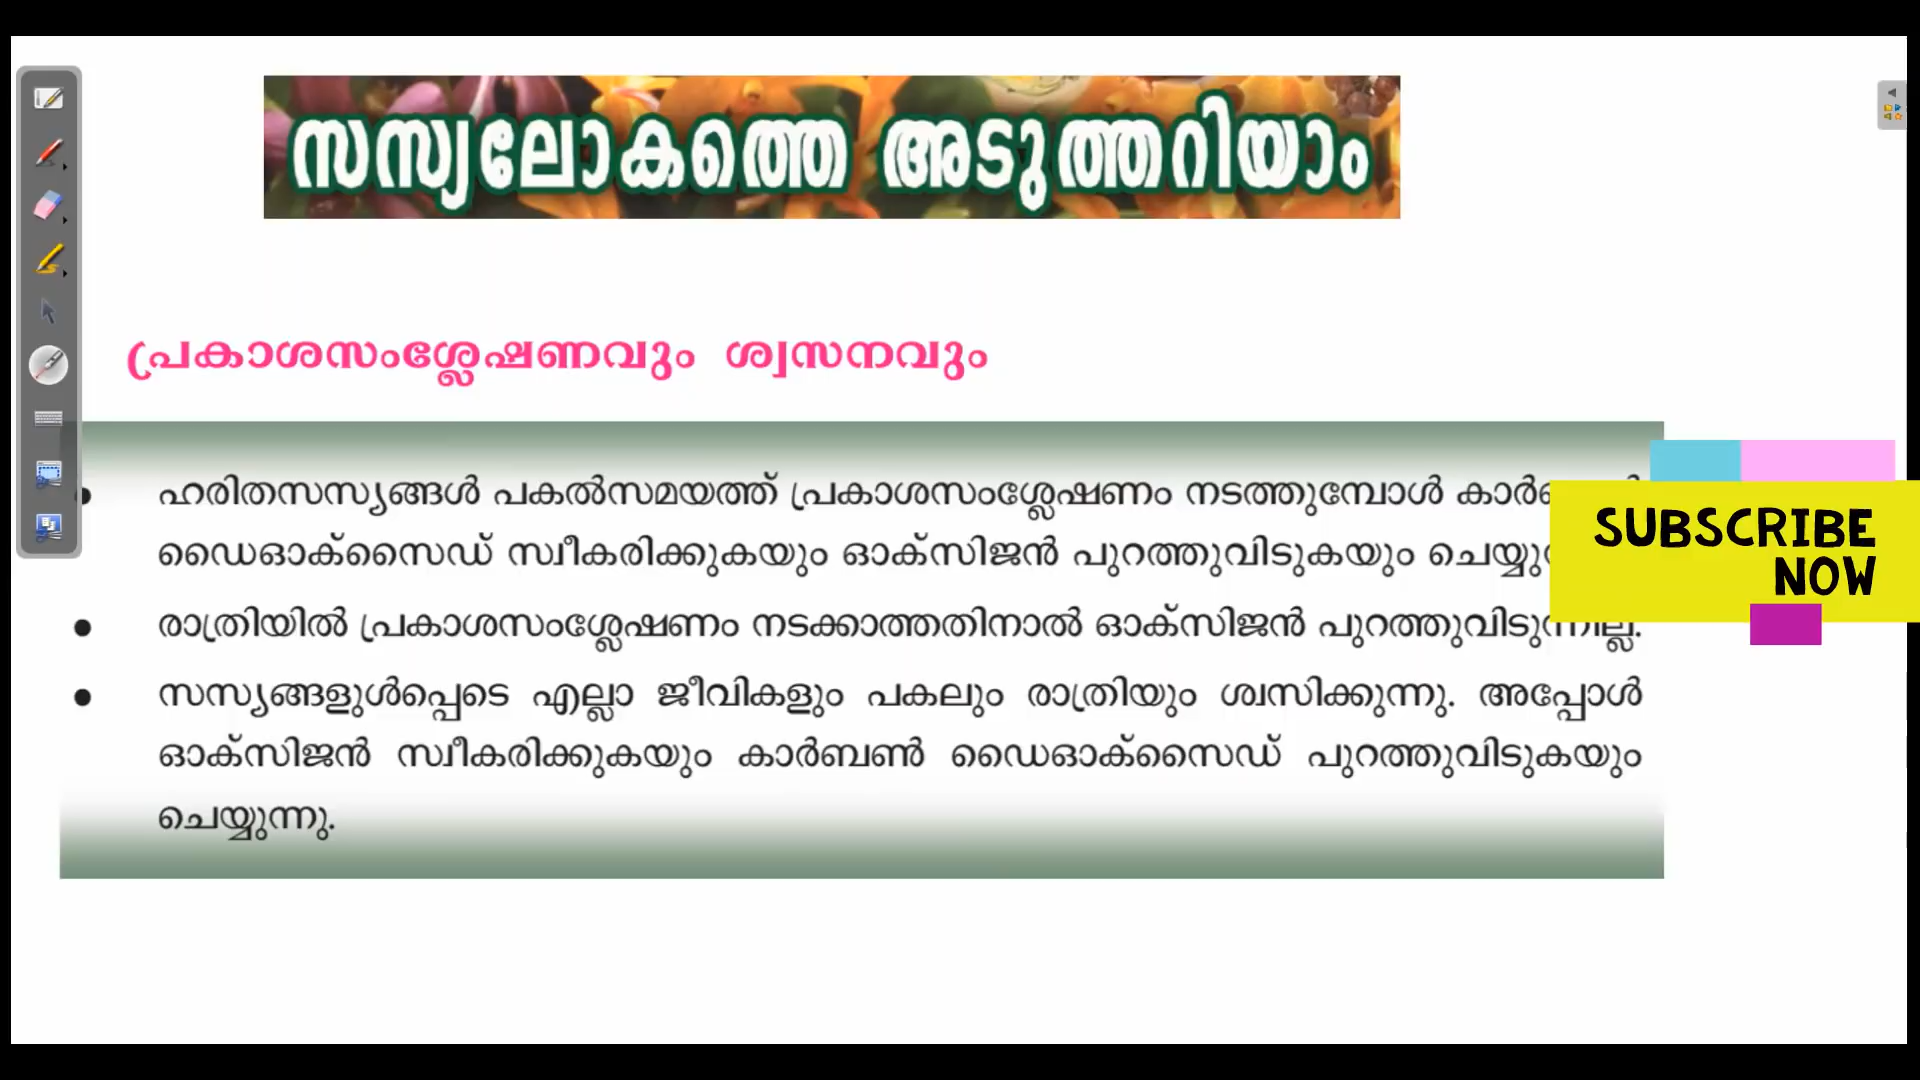 സസ്യലോകത്തെ അടുത്തറിയാം
പ്രകാശസംശ്ലേഷണവും ശ്വസനവും
ഹരിതസസ്യങ്ങൾ പകൽസമയത്ത് പ്രകാശസംശ്ലേഷണം നടത്തുമ്പോൾ
ഡൈഓക്സൈഡ് സ്വീകരിക്കുകയും ഓക്സിജൻ പുറത്തുവിടുകയും
SUBSCRIBE
NOW
• രാത്രിയിൽ പ്രകാശസംശ്ലേഷണം നടക്കാത്തതിനാൽ ഓക്സിജൻ പുറത്തുവിടുന്നില്ല.
• സസ്യങ്ങളുൾപ്പെടെ എല്ലാ ജീവികളും പകലും രാത്രിയും ശ്വസിക്കുന്നു. അപ്പോൾ
ഓക്സിജൻ സ്വീകരിക്കുകയും കാർബൺ ഡൈഓക്സൈഡ് പുറത്തുവിടുകയും
ചെയ്യുന്നു.